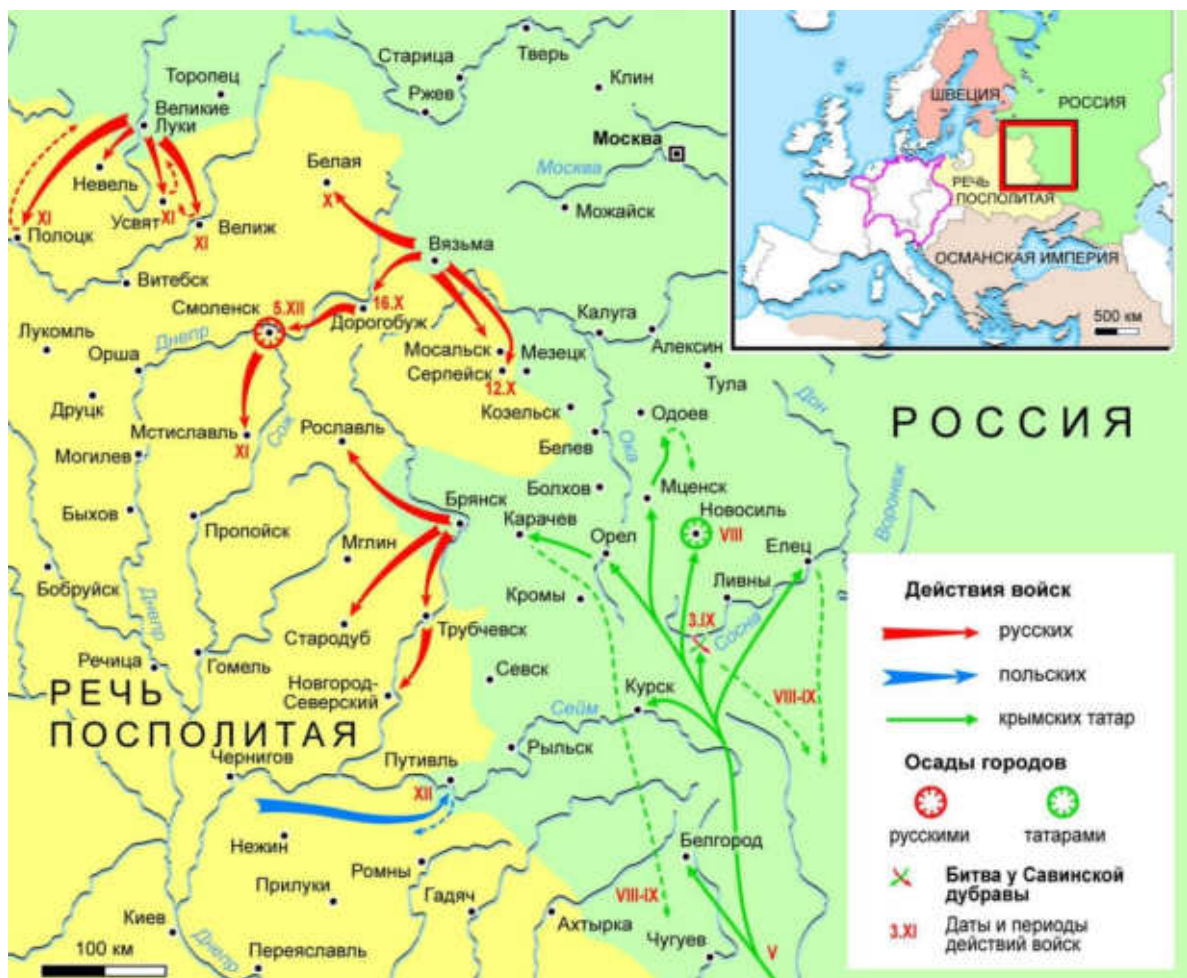 Старица
Тверь
Торопец
Клин
Ржев
Великие
Луки
Москва
Белая
Москва
X
Невель
Можайск
XI
Усвят
XI
Велиж
XI
Полоцк
Вязьма
Витебск
Смоленск
5.XII
16.X
Калуга
Лукомль
Днепр
Дорогобуж
Алексин
Мосальск
Мезецк
Орша
Серпейск
Тула
12.X
Друцк
Козельск
Одоев
Дон
Мстиславль
Сож
Рославль
XI
Белев
Ока
Могилев
Мценск
Болхов
Воронеж
Брянск
Новосиль
Быхов
Пропойск
Карачев
VIII
Орел
Елец
Мглин
Бобруйск
Ливны
Кромы
Днепр
3.IX
Сосна
Стародуб
Трубчевск
Речица
Гомель
Севск
Новгород-
Северский
Курск
VIII-IX
РЕЧЬ
ПОСПОЛИТАЯ
Сейм
Рыльск
Чернигов
Путивль
XII
Нежин
Белгород
Ромны
Прилуки
Гадяч
VIII-IX
Киев
Ахтырка
Чугуев
V
Днепр
Переяславль
100 км
РОССИЯ
ШВЕЦИЯ
РОССИЯ
РЕЧЬ
ПОСПОЛИТАЯ
ОСМАНСКАЯ ИМПЕРИЯ
500 км
Действия войск
русских
польских
крымских татар
Осады городов
русскими
татарами
Битва у Савинской
дубравы
3.XI
Даты и периоды
действий войск